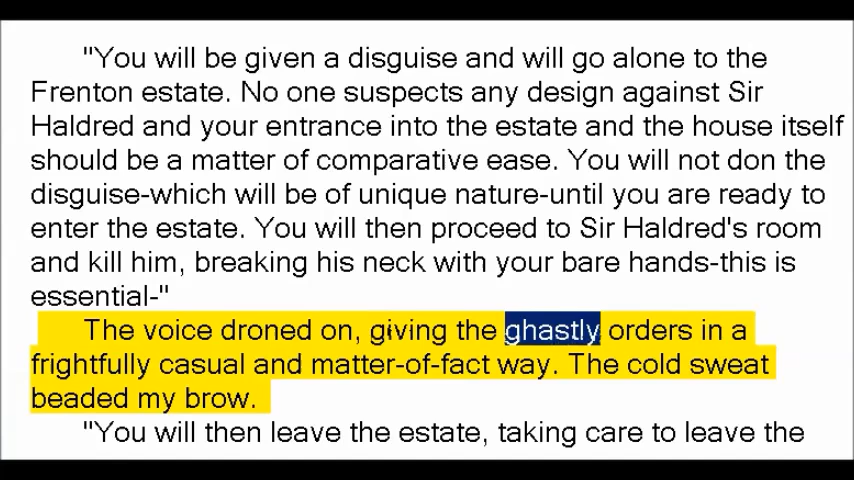 "You will be given a disguise and will go alone to the
Frenton estate. No one suspects any design against Sir
Haldred and your entrance into the estate and the house itself
should be a matter of comparative ease. You will not don the
disguise-which will be of unique nature-until you are ready to
enter the estate. You will then proceed to Sir Haldred's room
and kill him, breaking his neck with your bare hands-this is
essential-"
The voice droned on, giving the ghastly orders in a
frightfully casual and matter-of-fact way. The cold sweat
beaded my brow.
"You will then leave the estate, taking care to leave the